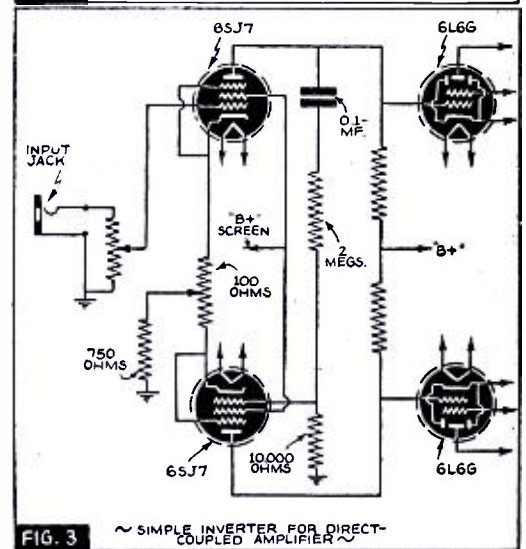 6SJ7
6L6G
INPUT
JACK
0.1-
MF.
"B+"
SCREEN
2
MEGS.
"B+"
100
OHMS
750
OHMS
6SJ7
10,000
OHMS
6L6G
FIG. 3
~ SIMPLE INVERTER FOR DIRECT-
COUPLED AMPLIFIER ~